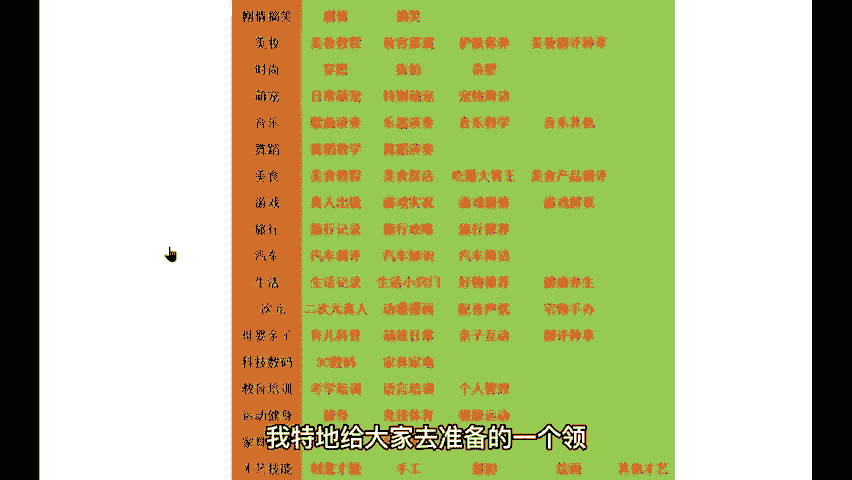 剧情搞笑 剧情 搞笑
美妆 美妆教程 护肤保养 美妆测评种草
时尚 穿搭 街拍 造型
萌宠 日常萌宠 特别萌宠 宠物周边
音乐 歌曲演奏 乐器演奏 音乐教学 音乐其他
舞蹈 舞蹈教学 舞蹈演奏
美食 美食教程 美食探店 吃播大胃王 美食产品测评
游戏 真人出镜 游戏实况 游戏剧情 游戏解说
旅行 旅行记录 旅行攻略 旅行推荐
汽车 汽车测评 汽车知识 汽车周边
生活 生活记录 生活小窍门 好物推荐 健康养生
二次元 二次元真人 动漫漫画 配音声优 宅物手办
母婴亲子 育儿科普 萌娃日常 亲子互动 测评种草
科技数码 3C数码 家具家电
教育培训 考学培训 语言培训 个人管理
运动健身 健身 竞技体育 极限运动
我特地给大家去准备的一个领
才艺技能 创意才能 手工 摄影 绘画 其他才艺